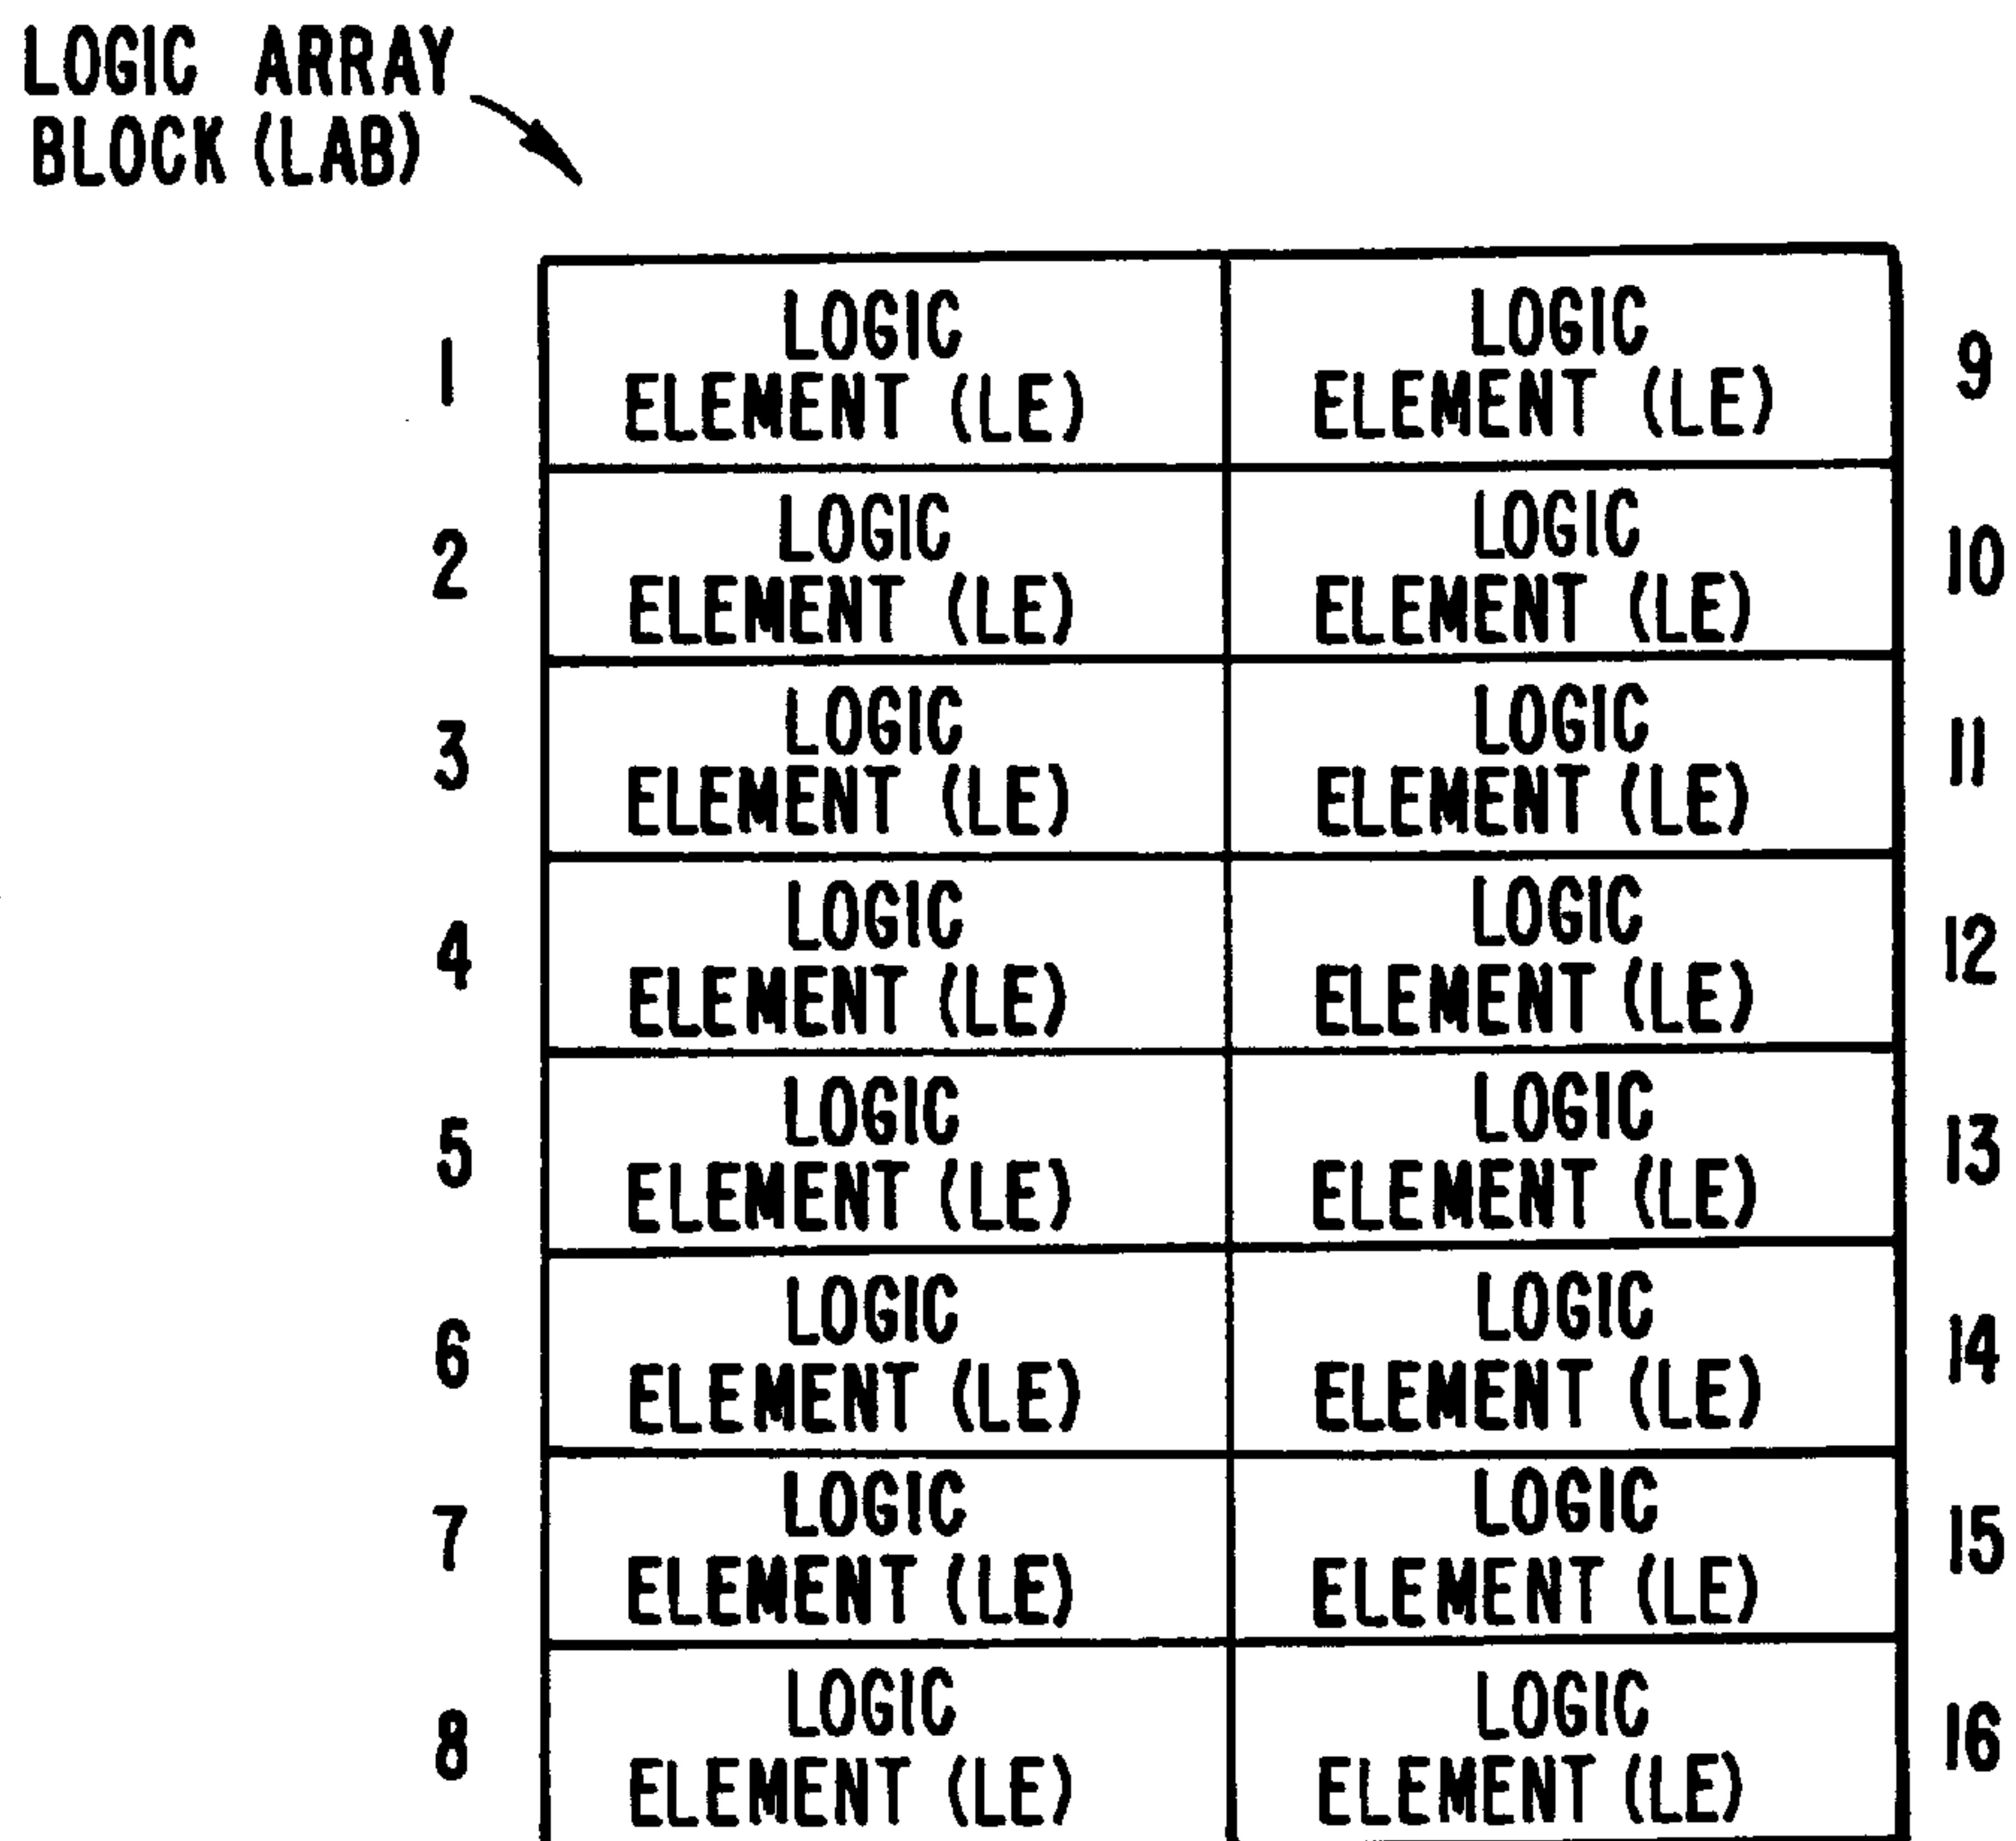 LOGIC ARRAY
BLOCK (LAB)
LOGIC LOGIC
1 9
ELEMENT (LE) ELEMENT (LE)
LOGIC LOGIC
2 10
ELEMENT (LE) ELEMENT (LE)
LOGIC LOGIC
3 11
ELEMENT (LE) ELEMENT (LE)
LOGIC LOGIC
4 12
ELEMENT (LE) ELEMENT (LE)
LOGIC LOGIC
5 13
ELEMENT (LE) ELEMENT (LE)
LOGIC LOGIC
6 14
ELEMENT (LE) ELEMENT (LE)
LOGIC LOGIC
7 15
ELEMENT (LE) ELEMENT (LE)
LOGIC LOGIC
8 16
ELEMENT (LE) ELEMENT (LE)